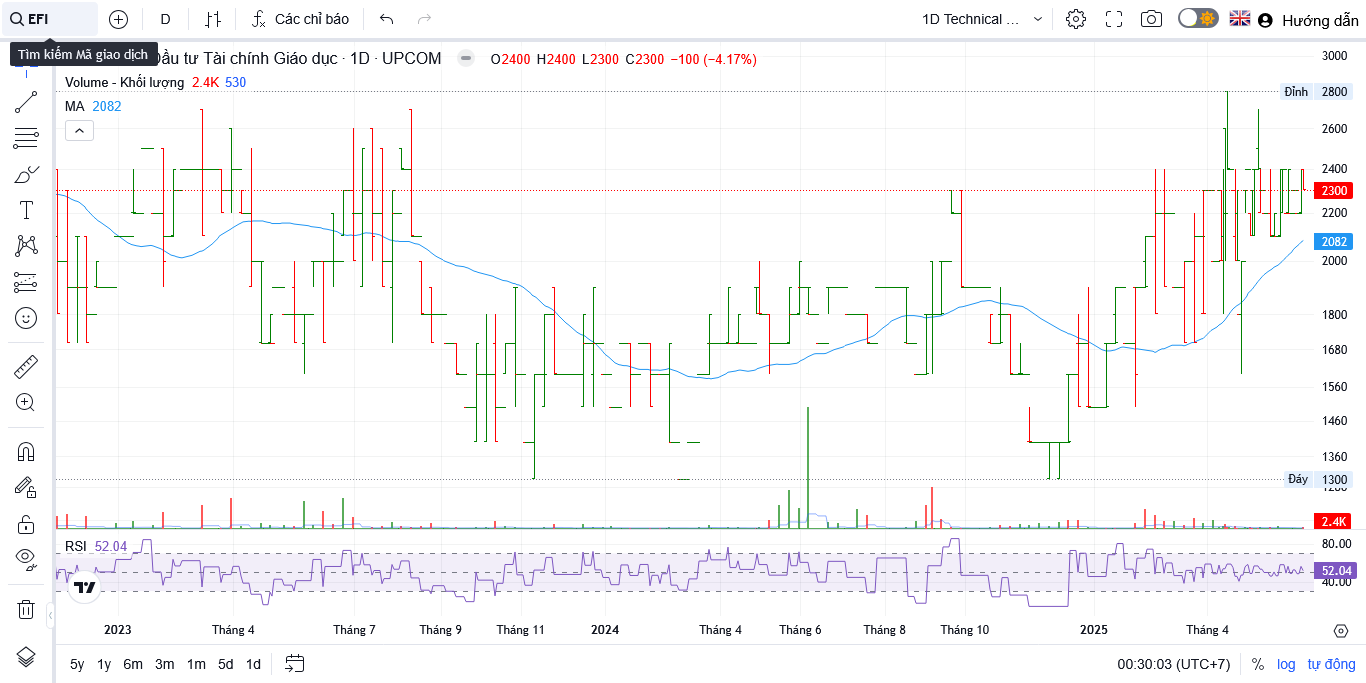 EFI
D
Các chỉ báo
1D Technical ...
Hướng dẫn
Tìm kiếm Mã giao dịch
Đầu tư Tài chính Giáo dục · 1D · UPCOM
O2400 H2400 L2300 C2300 −100 (−4.17%)
Volume - Khối lượng 2.4K 530
MA 2082
3000
Đỉnh 2800
2600
2400
2300
2200
2082
2000
1800
1680
1560
1460
1360
Đáy 1300
2.4K
RSI 52.04
80.00
52.04
40.00
2023 Tháng 4 Tháng 7 Tháng 9 Tháng 11 2024 Tháng 4 Tháng 6 Tháng 8 Tháng 10 2025 Tháng 4
5y 1y 6m 3m 1m 5d 1d
00:30:03 (UTC+7) % log tự động